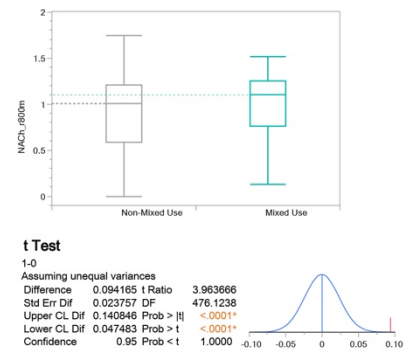 2
1.5
1
0.5
0
NACh_r800m
Non-Mixed Use Mixed Use
t Test
1-0
Assuming unequal variances
Difference 0.094165 t Ratio 3.963666
Std Err Dif 0.023757 DF 476.1238
Upper CL Dif 0.140846 Prob > |t| <.0001*
Lower CL Dif 0.047483 Prob > t <.0001*
Confidence 0.95 Prob < t 1.0000
-0.10 -0.05 0.00 0.05 0.10